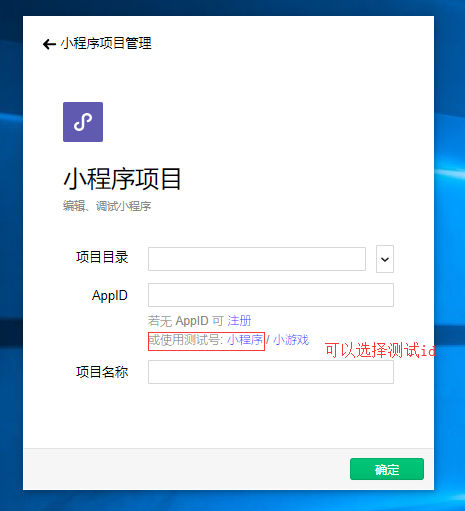 小程序项目管理
小程序项目
编辑、调试小程序
项目目录
AppID
若无 AppID 可 注册
或使用测试号: 小程序 / 小游戏
可以选择测试id
项目名称
确定